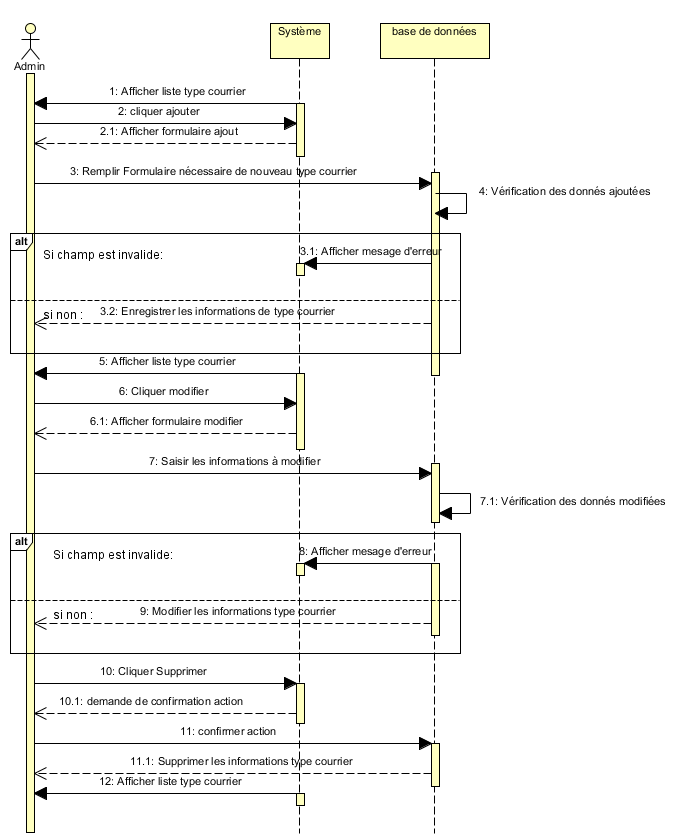 Système
base de données
Admin
1: Afficher liste type courrier
2: cliquer ajouter
2.1: Afficher formulaire ajout
3: Remplir Formulaire nécessaire de nouveau type courrier
4: Vérification des donnés ajoutées
alt
Si champ est invalide:
3.1: Afficher mesage d'erreur
si non :
3.2: Enregistrer les informations de type courrier
5: Afficher liste type courrier
6: Cliquer modifier
6.1: Afficher formulaire modifier
7: Saisir les informations à modifier
7.1: Vérification des donnés modifiées
alt
Si champ est invalide:
8: Afficher mesage d'erreur
si non :
9: Modifier les informations type courrier
10: Cliquer Supprimer
10.1: demande de confirmation action
11: confirmer action
11.1: Supprimer les informations type courrier
12: Afficher liste type courrier